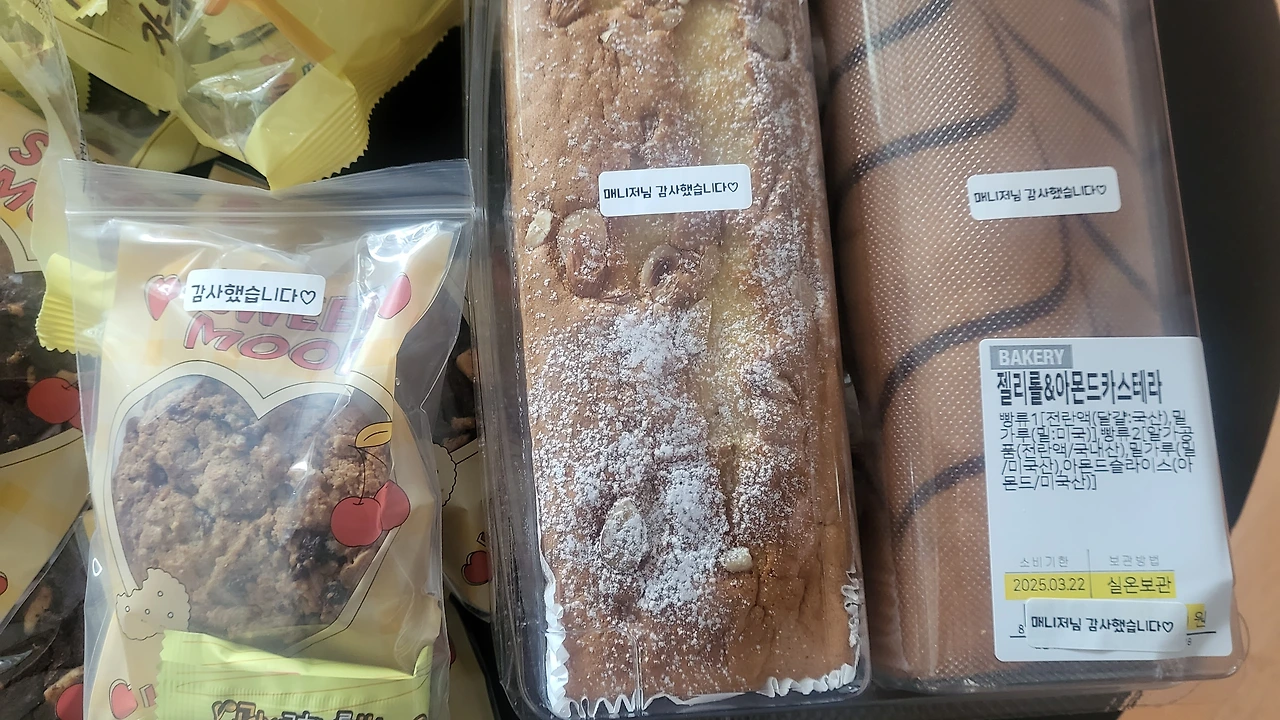 감사했습니다♡
SWEET
MOO
매니저님 감사했습니다♡
매니저님 감사했습니다♡
BAKERY
젤리롤&아몬드카스테라
빵류1[전란액(달걀:국산),밀
가루(밀:미국)]빵류2[알가공
품(전란액/국내산),밀가루(밀
/미국산),아몬드슬라이스(아
몬드/미국산)]
소비기한 보관방법
2025.03.22 실온보관
매니저님 감사했습니다♡
원